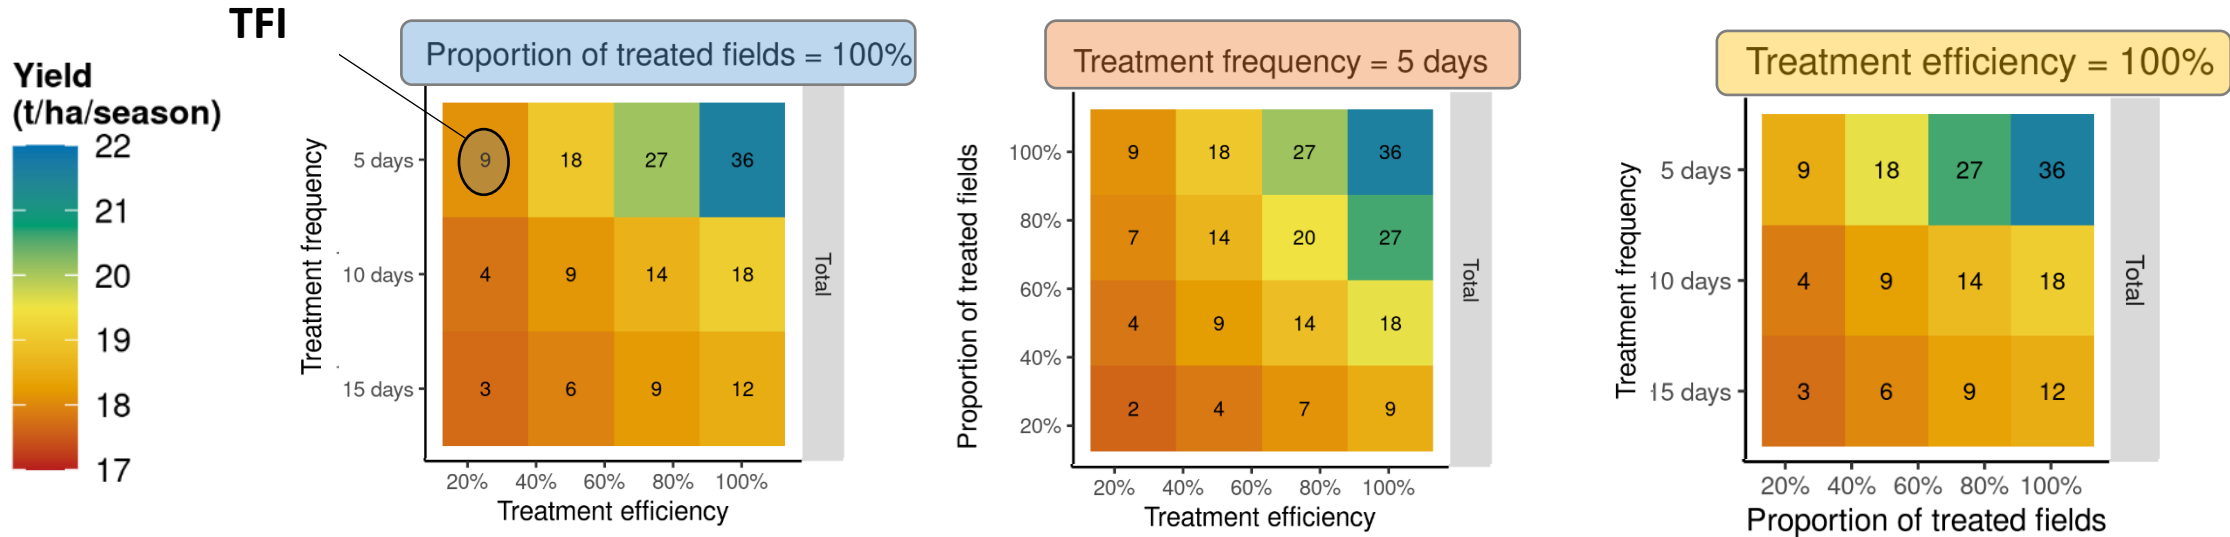 TFI
Yield
(t/ha/season)
22
21
20
19
18
17
Proportion of treated fields = 100%
Treatment frequency
5 days
10 days
15 days
9 18 27 36
4 9 14 18
3 6 9 12
Total
20% 40% 60% 80% 100%
Treatment efficiency
Treatment frequency = 5 days
Proportion of treated fields
100%
80%
60%
40%
20%
9 18 27 36
7 14 20 27
4 9 14 18
2 4 7 9
Total
20% 40% 60% 80% 100%
Treatment efficiency
Treatment efficiency = 100%
Treatment frequency
5 days
10 days
15 days
9 18 27 36
4 9 14 18
3 6 9 12
Total
20% 40% 60% 80% 100%
Proportion of treated fields